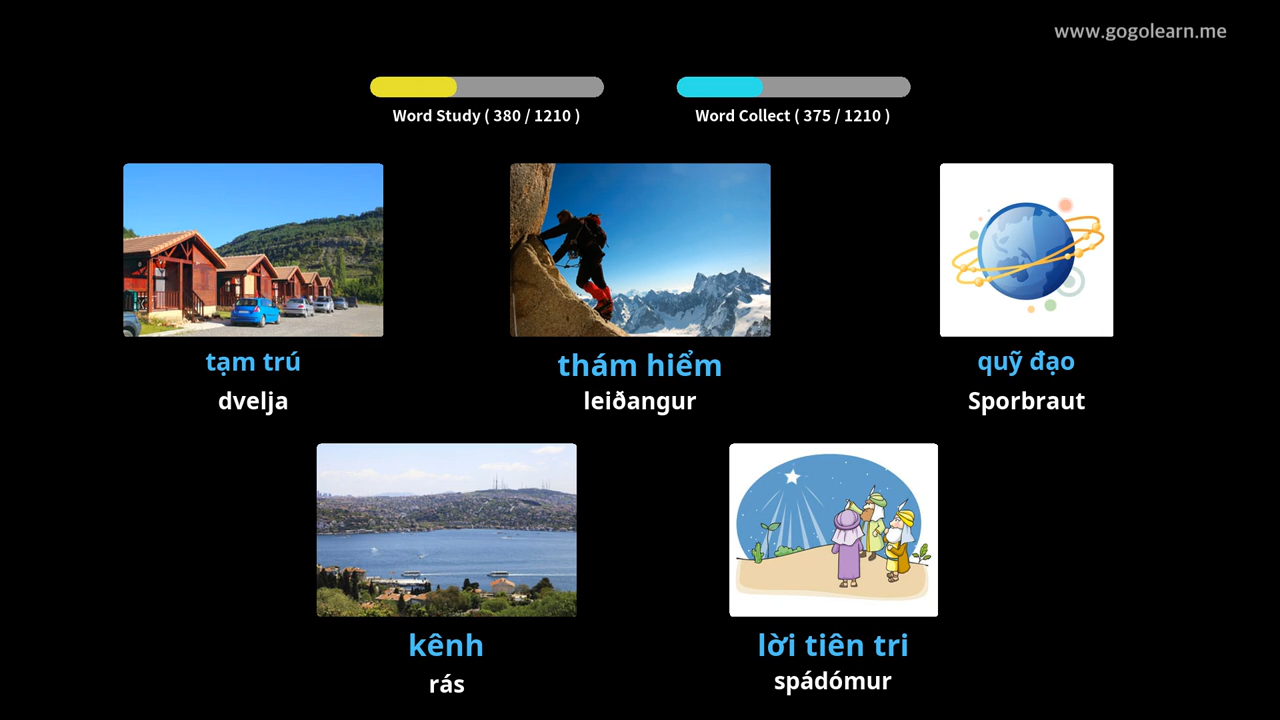 www.gogolearn.me
Word Study ( 380 / 1210 )
Word Collect ( 375 / 1210 )
tạm trú
dvelja
thám hiểm
leiðangur
quỹ đạo
Sporbraut
kênh
rás
lời tiên tri
spádómur